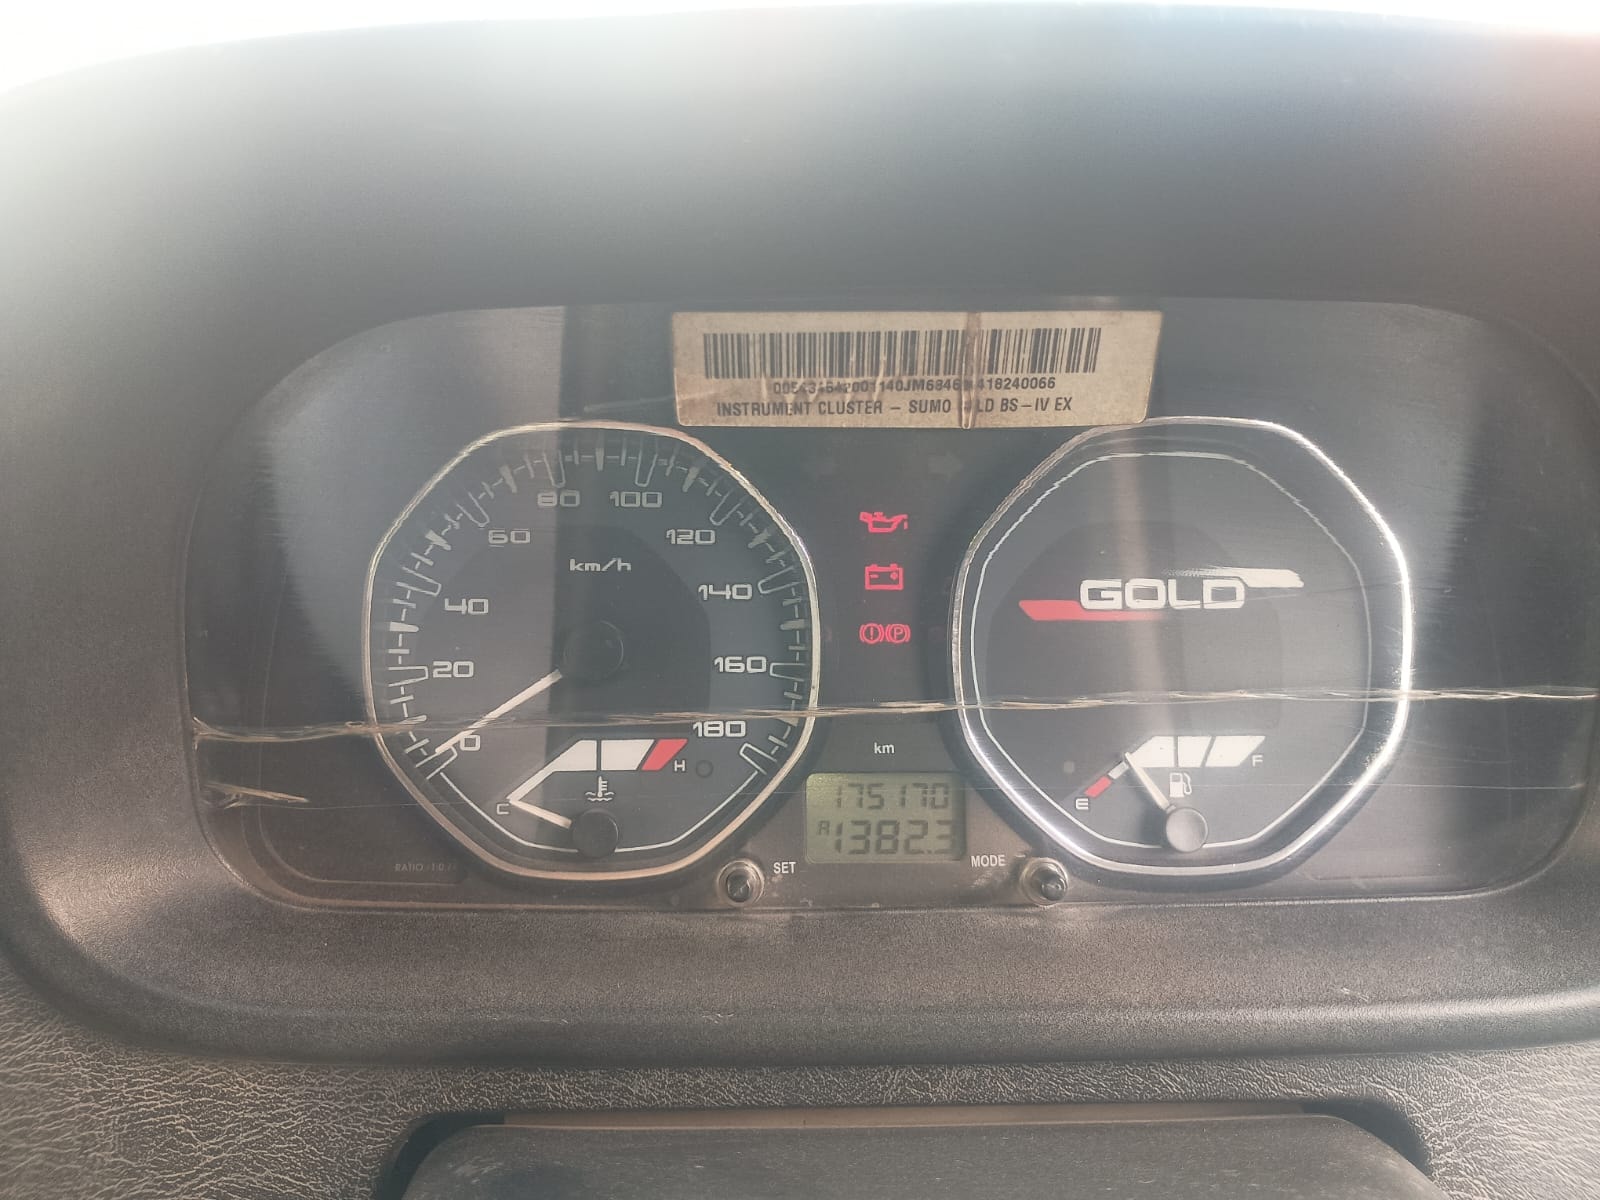 INSTRUMENT CLUSTER - SUMO LD BS-IV EX
80 100
60 120
km/h
40 140
20 160
0 180
H
C
GOLD
E F
km
175170
A 1382.3
SET MODE